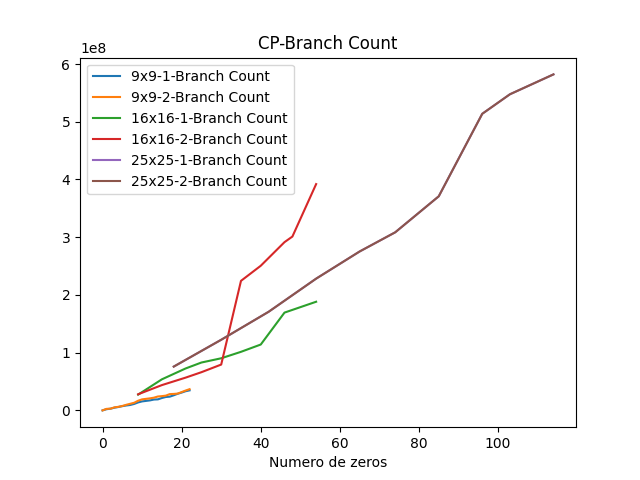 CP-Branch Count
1e8
6
5
4
3
2
1
0
9x9-1-Branch Count
9x9-2-Branch Count
16x16-1-Branch Count
16x16-2-Branch Count
25x25-1-Branch Count
25x25-2-Branch Count
0 20 40 60 80 100
Numero de zeros